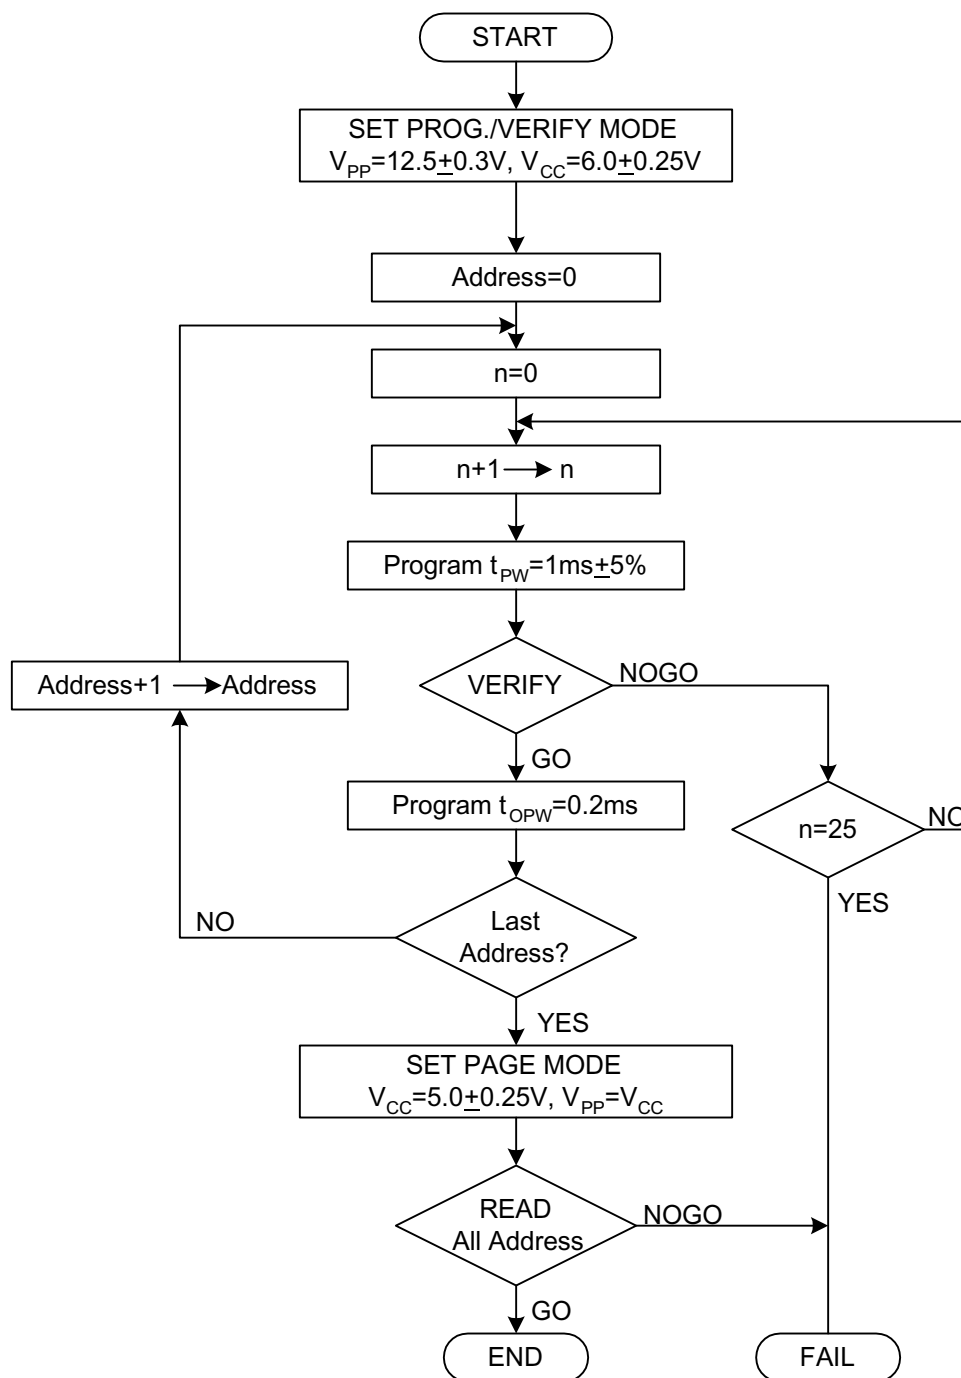 START
SET PROG./VERIFY MODE
VPP=12.5±0.3V, VCC=6.0±0.25V
Address=0
n=0
n+1 → n
Program tPW=1ms±5%
VERIFY
NOGO
Address+1 → Address
GO
Program tOPW=0.2ms
n=25
NO
YES
Last
Address?
NO
YES
SET PAGE MODE
VCC=5.0±0.25V, VPP=VCC
READ
All Address
NOGO
GO
END
FAIL